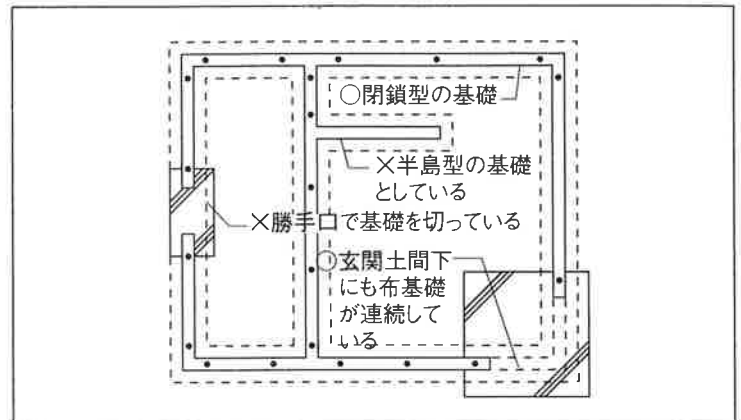 ○閉鎖型の基礎
×半島型の基礎
としている
×勝手口で基礎を切っている
○玄関土間下
にも布基礎
が連続して
いる